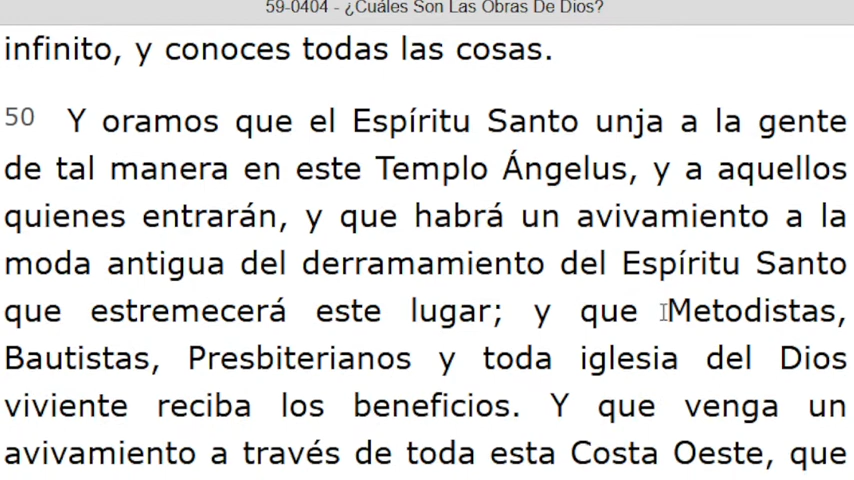 59-0404 - ¿Cuáles Son Las Obras De Dios?
infinito, y conoces todas las cosas.
50 Y oramos que el Espíritu Santo unja a la gente
de tal manera en este Templo Ángelus, y a aquellos
quienes entrarán, y que habrá un avivamiento a la
moda antigua del derramamiento del Espíritu Santo
que estremecerá este lugar; y que Metodistas,
Bautistas, Presbiterianos y toda iglesia del Dios
viviente reciba los beneficios. Y que venga un
avivamiento a través de toda esta Costa Oeste, que